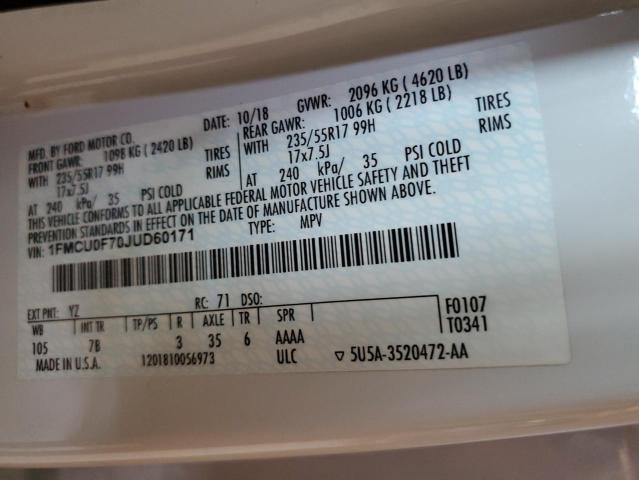 MFD. BY FORD MOTOR CO. DATE: 10/18 GVWR: 2096 KG ( 4620 LB)
FRONT GAWR: 1098 KG ( 2420 LB) REAR GAWR: 1006 KG ( 2218 LB)
WITH 235/55R17 99H TIRES WITH 235/55R17 99H TIRES
17x7.5J RIMS 17x7.5J RIMS
AT 240 kPa/ 35 PSI COLD AT 240 kPa/ 35 PSI COLD
THIS VEHICLE CONFORMS TO ALL APPLICABLE FEDERAL MOTOR VEHICLE SAFETY AND THEFT
PREVENTION STANDARDS IN EFFECT ON THE DATE OF MANUFACTURE SHOWN ABOVE.
VIN: 1FMCU0F70JUD60171 TYPE: MPV
EXT PNT: YZ RC: 71 DSO:
WB INT TR TP/PS R AXLE TR SPR F0107
105 7B 3 35 6 AAAA T0341
MADE IN U.S.A. 1201810056973 ULC ▽ 5U5A-3520472-AA